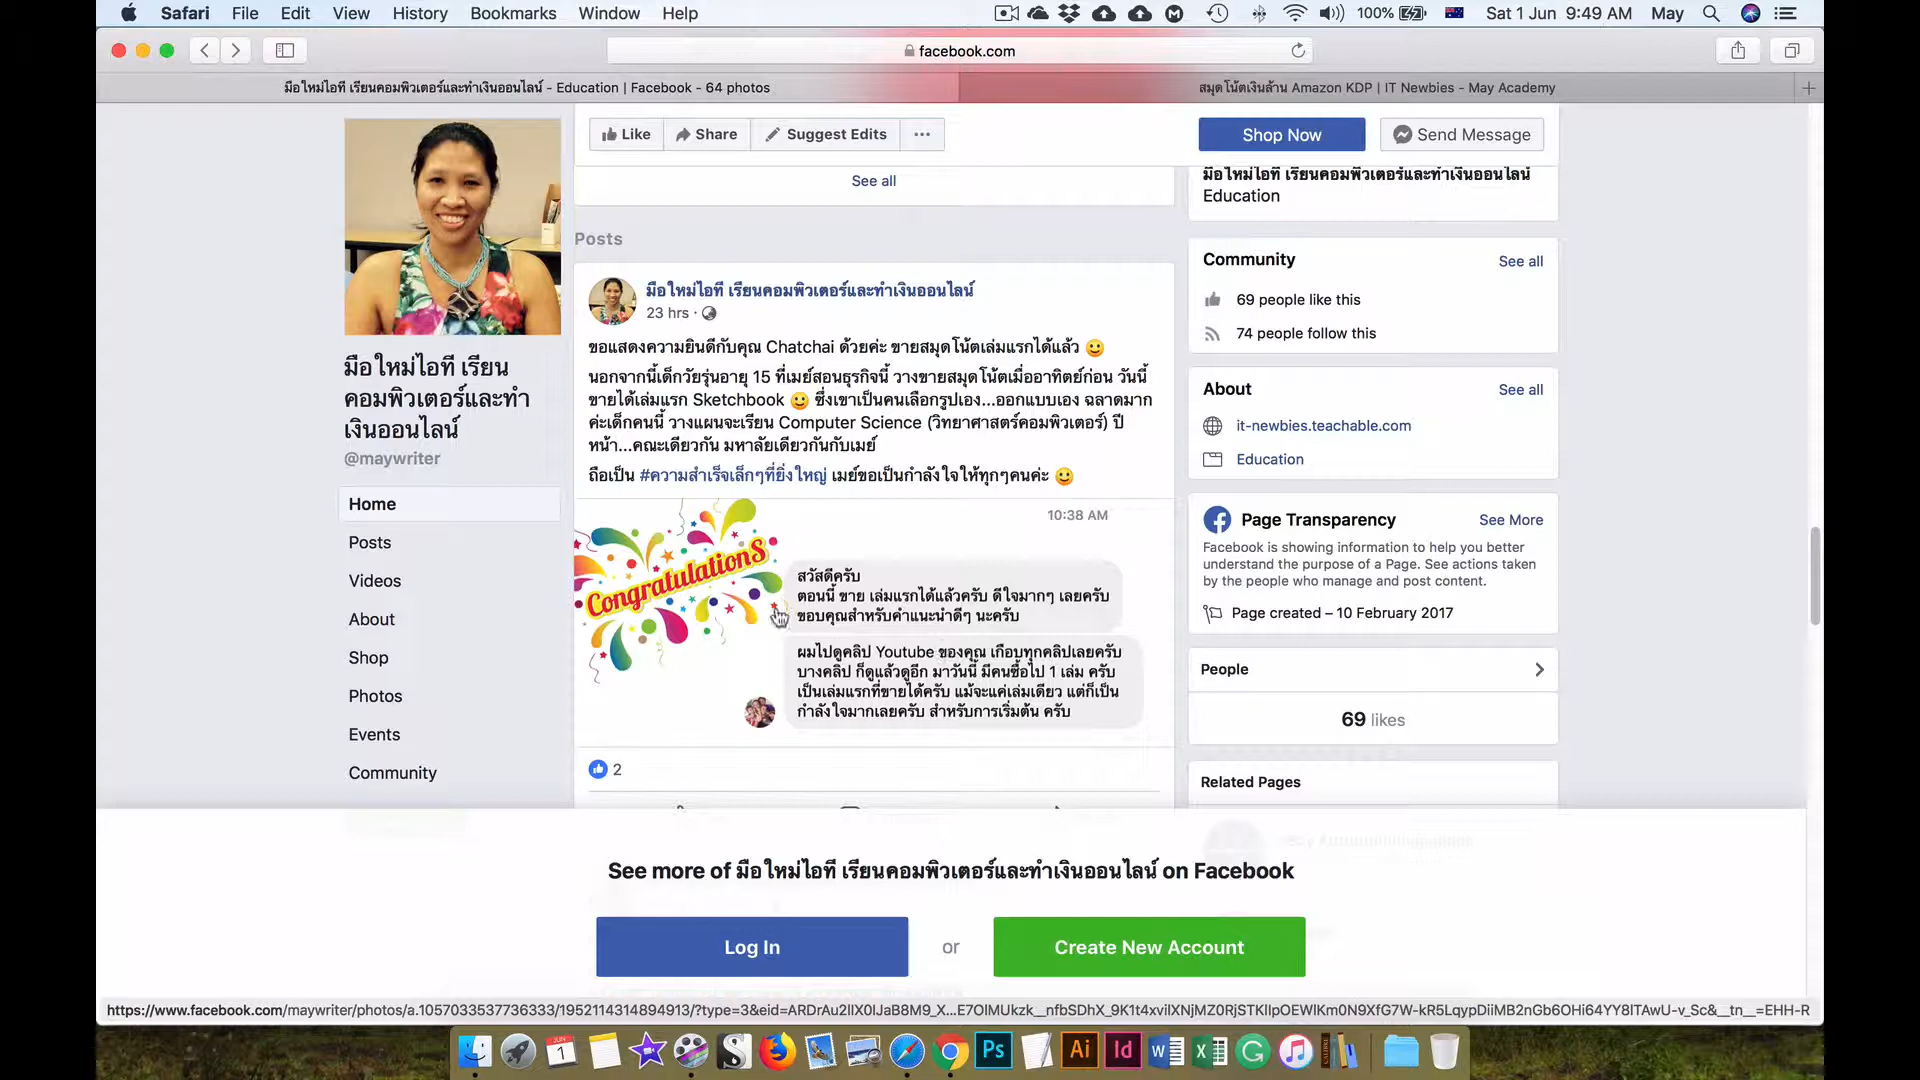 Safari File Edit View History Bookmarks Window Help
100% Sat 1 Jun 9:49 AM May
facebook.com
มือใหม่ไอที เรียนคอมพิวเตอร์และทำเงินออนไลน์ - Education | Facebook - 64 photos
สมุดโน้ตเงินล้าน Amazon KDP | IT Newbies - May Academy
Like Share Suggest Edits ...
Shop Now Send Message
See all
มือใหม่ไอที เรียนคอมพิวเตอร์และทำเงินออนไลน์
Education
มือใหม่ไอที เรียน
คอมพิวเตอร์และทำ
เงินออนไลน์
@maywriter
Home
Posts
Videos
About
Shop
Photos
Events
Community
Posts
มือใหม่ไอที เรียนคอมพิวเตอร์และทำเงินออนไลน์
23 hrs ·
ขอแสดงความยินดีกับคุณ Chatchai ด้วยค่ะ ขายสมุดโน้ตเล่มแรกได้แล้ว 🙂
นอกจากนี้เด็กวัยรุ่นอายุ 15 ที่เมย์สอนธุรกิจนี้ วางขายสมุดโน้ตเมื่ออาทิตย์ก่อน วันนี้
ขายได้เล่มแรก Sketchbook 🙂 ซึ่งเขาเป็นคนเลือกรูปเอง...ออกแบบเอง ฉลาดมาก
ค่ะเด็กคนนี้ วางแผนจะเรียน Computer Science (วิทยาศาสตร์คอมพิวเตอร์) ปี
หน้า...คณะเดียวกัน มหาลัยเดียวกันกับเมย์
ถือเป็น #ความสำเร็จเล็กๆที่ยิ่งใหญ่ เมย์ขอเป็นกำลังใจให้ทุกๆคนค่ะ 🙂
10:38 AM
Congratulations
สวัสดีครับ
ตอนนี้ ขาย เล่มแรกได้แล้วครับ ดีใจมากๆ เลยครับ
ขอบคุณสำหรับคำแนะนำดีๆ นะครับ
ผมไปดูคลิป Youtube ของคุณ เกือบทุกคลิปเลยครับ
บางคลิป ก็ดูแล้วดูอีก มาวันนี้ มีคนซื้อไป 1 เล่ม ครับ
เป็นเล่มแรกที่ขายได้ครับ แม้จะแค่เล่มเดียว แต่ก็เป็น
กำลังใจมากเลยครับ สำหรับการเริ่มต้น ครับ
2
Community See all
69 people like this
74 people follow this
About See all
it-newbies.teachable.com
Education
Page Transparency See More
Facebook is showing information to help you better
understand the purpose of a Page. See actions taken
by the people who manage and post content.
Page created – 10 February 2017
People
69 likes
Related Pages
See more of มือใหม่ไอที เรียนคอมพิวเตอร์และทำเงินออนไลน์ on Facebook
Log In or Create New Account
https://www.facebook.com/maywriter/photos/a.1057033537736333/1952114314894913/?type=3&eid=ARDrAu2lIX0lJaB8M9_X...E7OlMUkzk__nfbSDhX_9K1t4xvilXNjMZ0RjSTKlIpOEWlKm0N9XfG7W-kR5LqypDiiMB2nGb6OHi64YY8lTAwU-v_Sc&__tn__=EHH-R
JUN
1
Ps Ai Id W X